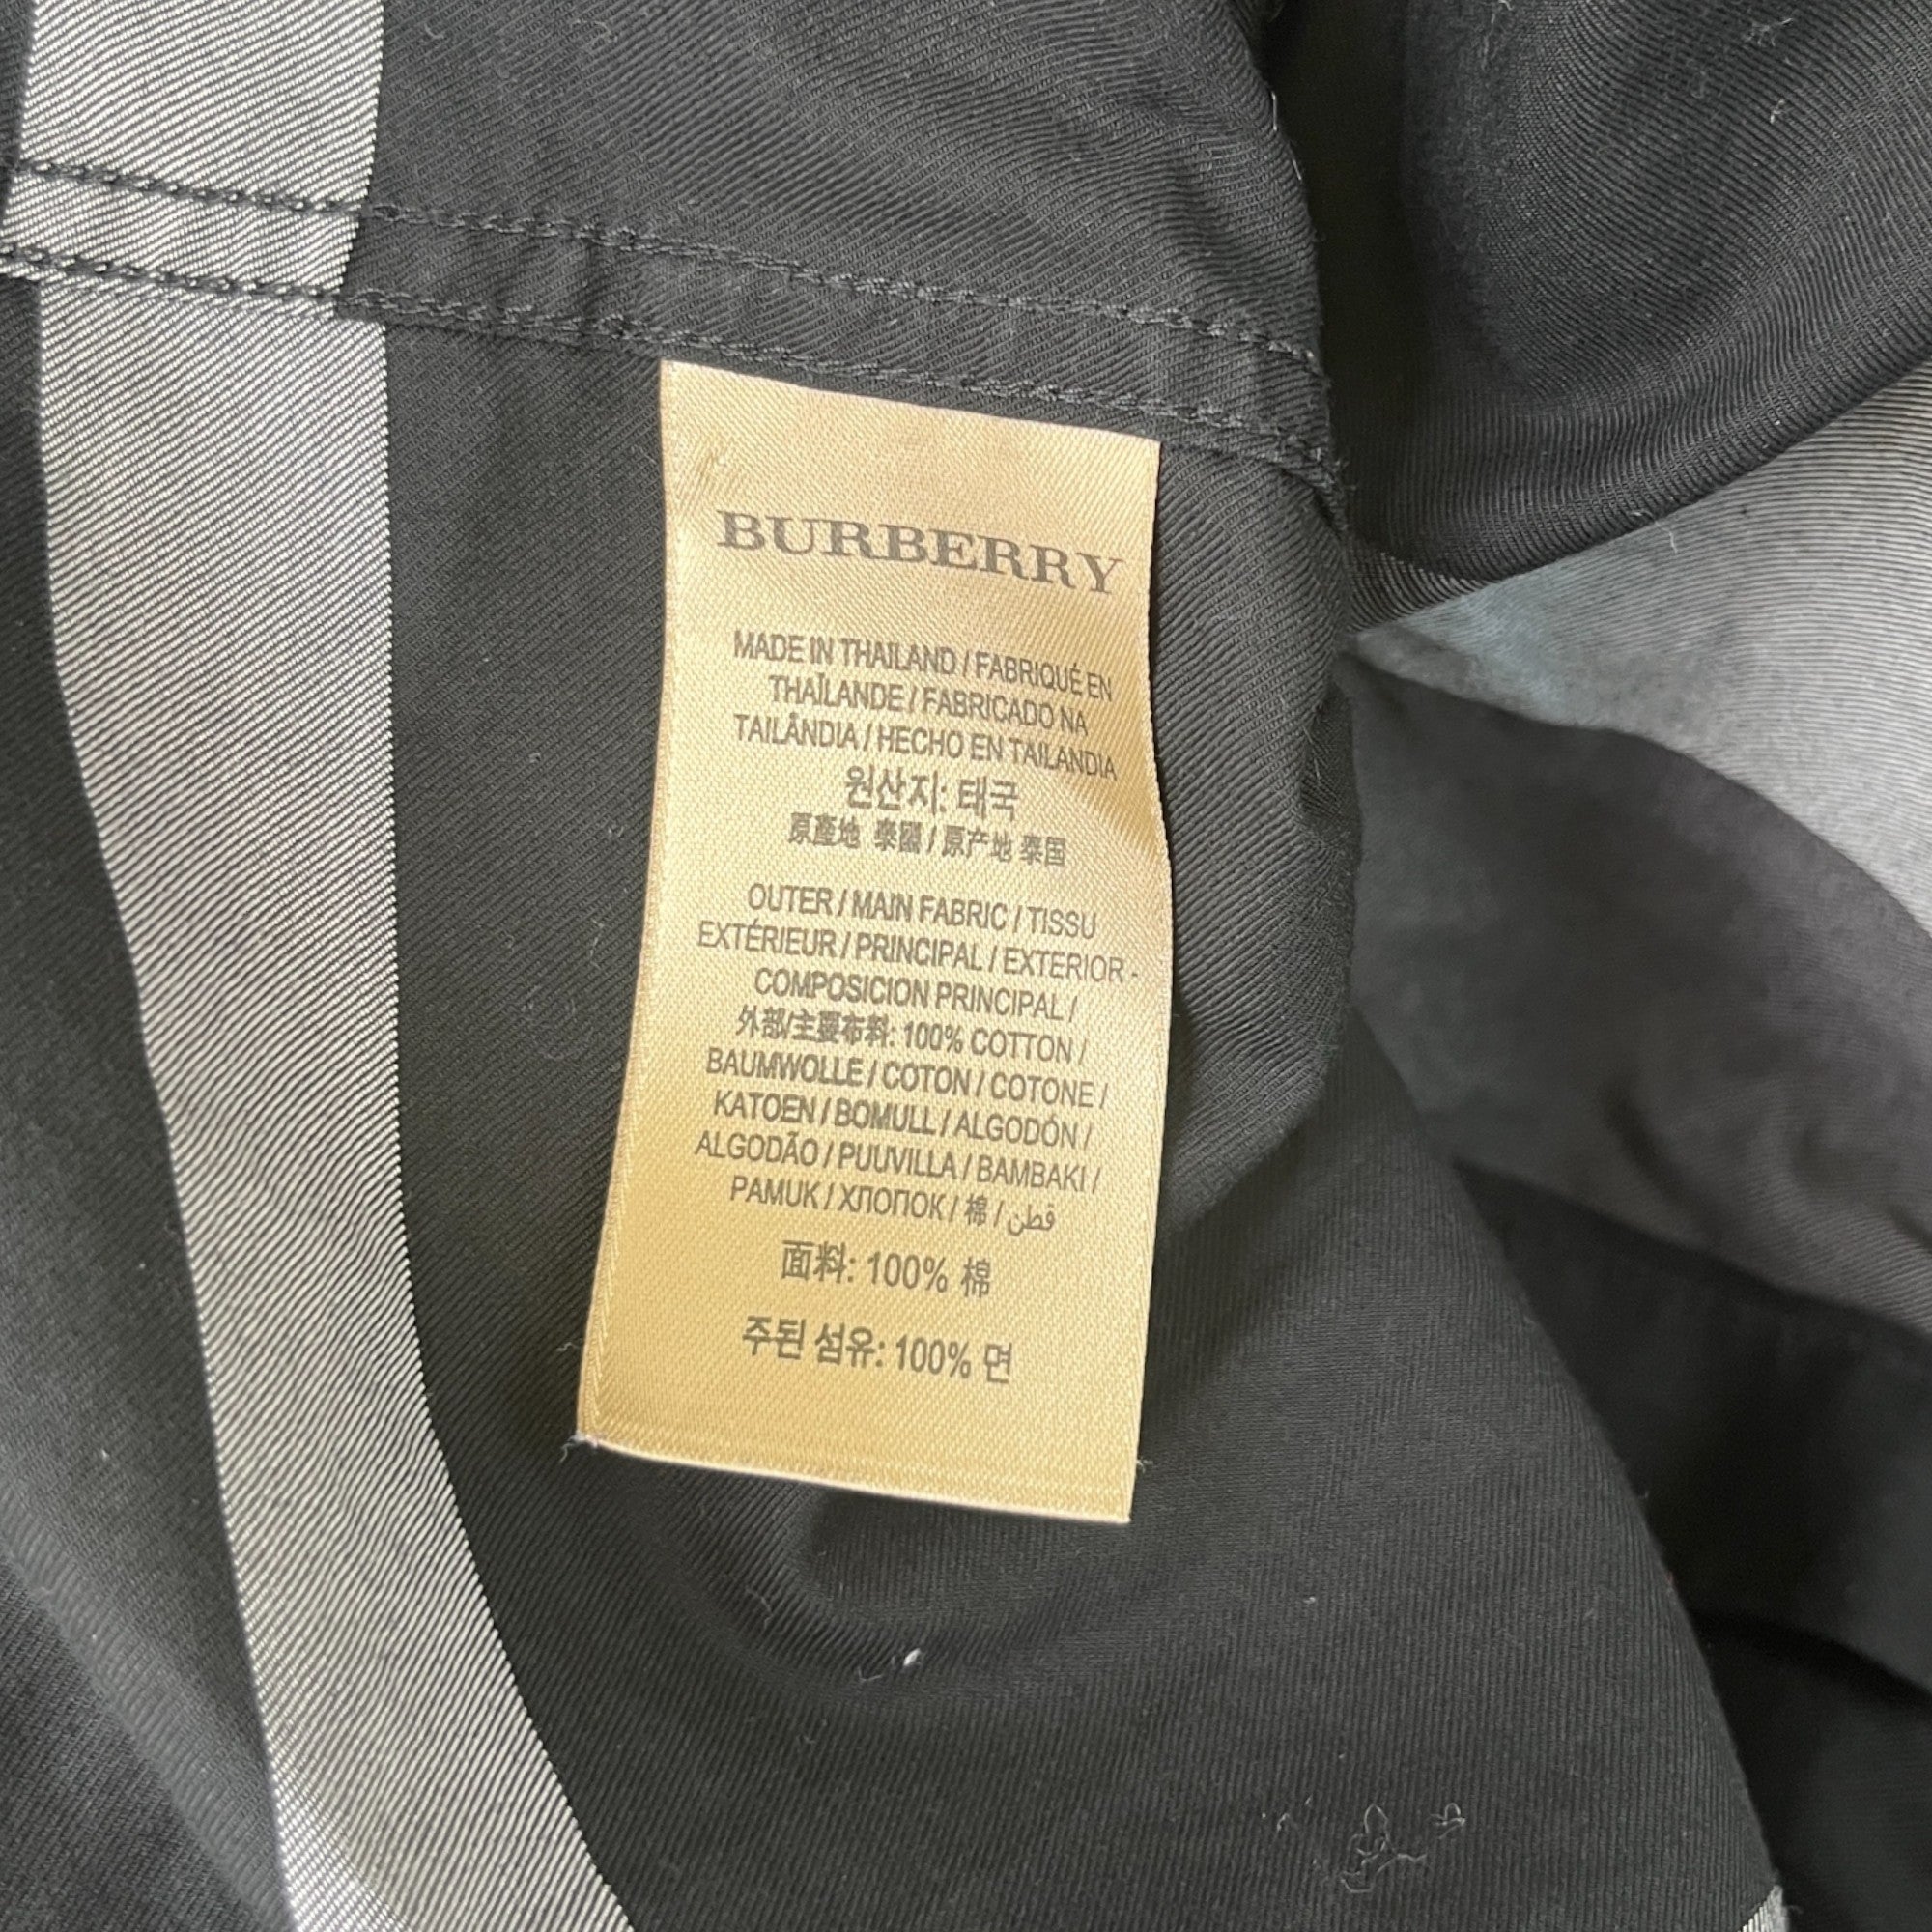 BURBERRY
MADE IN THAILAND / FABRIQUÉ EN
THAÏLANDE / FABRICADO NA
TAILÂNDIA / HECHO EN TAILANDIA
원산지: 태국
原產地 泰國 / 原产地 泰国
OUTER / MAIN FABRIC / TISSU
EXTÉRIEUR / PRINCIPAL / EXTERIOR -
COMPOSICION PRINCIPAL /
外部/主要布料: 100% COTTON /
BAUMWOLLE / COTON / COTONE /
KATOEN / BOMULL / ALGODÓN /
ALGODÃO / PUUVILLA / BAMBAKI /
PAMUK / ХЛОПОК / 棉 / قطن
面料: 100% 棉
주된 섬유: 100% 면